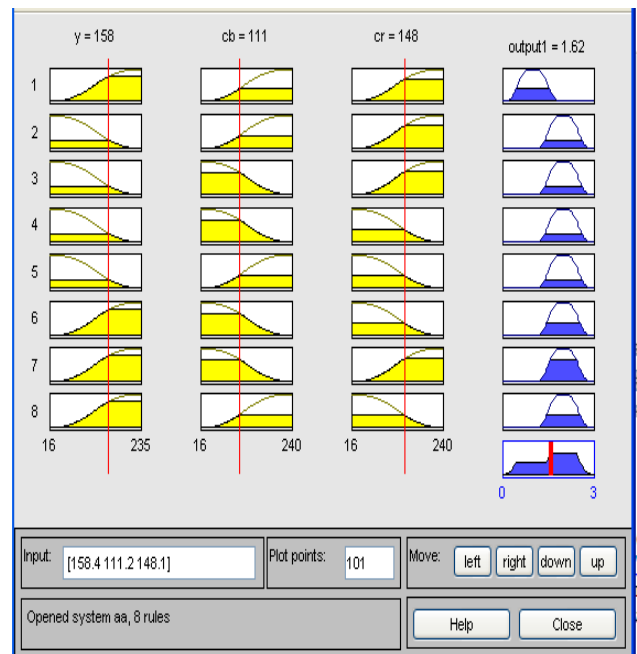 y = 158 cb = 111 cr = 148 output1 = 1.62
1
2
3
4
5
6
7
8
16 235 16 240 16 240
0 3
Input: [158.4 111.2 148.1] Plot points: 101 Move: left right down up
Opened system aa, 8 rules Help Close